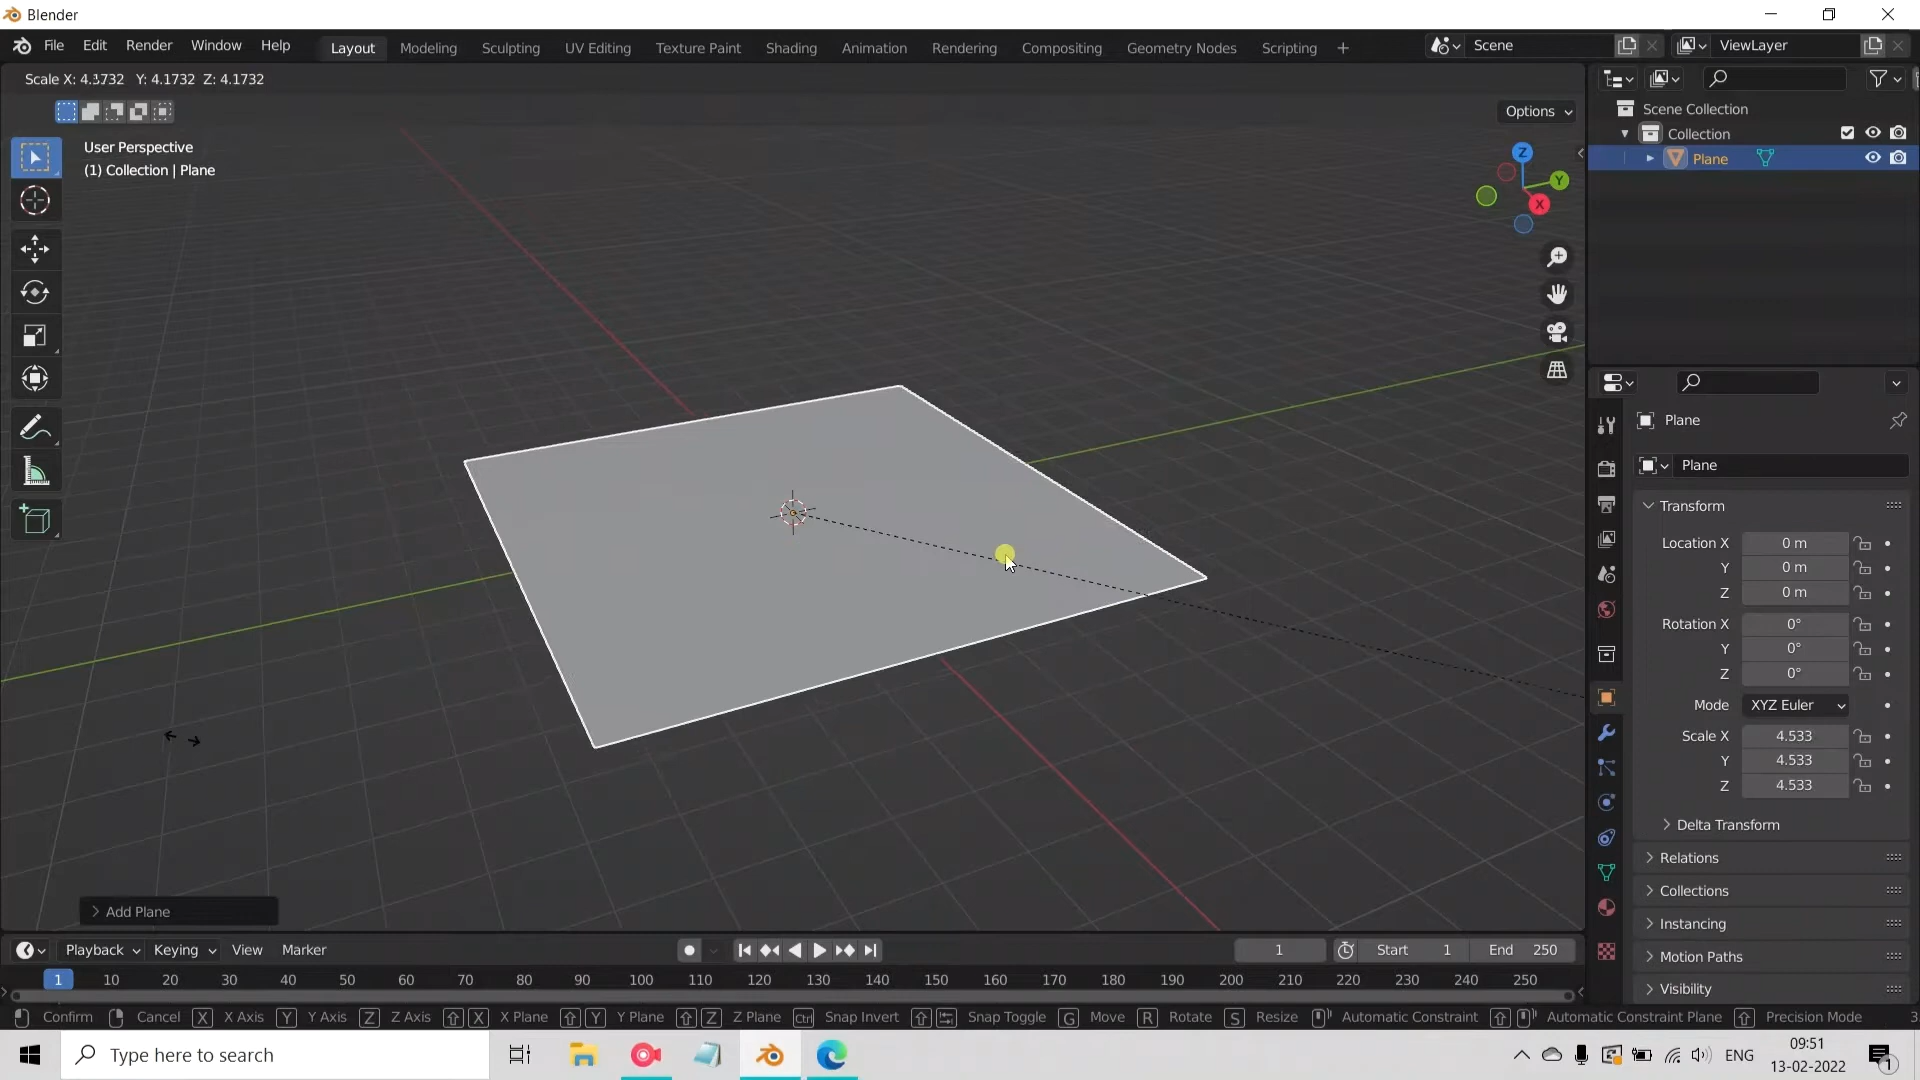 Blender
File Edit Render Window Help Layout Modeling Sculpting UV Editing Texture Paint Shading Animation Rendering Compositing Geometry Nodes Scripting + Scene ViewLayer
Scale X: 4.3732 Y: 4.1732 Z: 4.1732
Options
User Perspective
(1) Collection | Plane
Z
Y
X
Scene Collection
Collection
Plane
Plane
Plane
Transform
Location X 0 m
Y 0 m
Z 0 m
Rotation X 0°
Y 0°
Z 0°
Mode XYZ Euler
Scale X 4.533
Y 4.533
Z 4.533
Delta Transform
Relations
Collections
Instancing
Motion Paths
Visibility
Add Plane
Playback Keying View Marker 1 Start 1 End 250
1 10 20 30 40 50 60 70 80 90 100 110 120 130 140 150 160 170 180 190 200 210 220 230 240 250
Confirm Cancel X X Axis Y Y Axis Z Z Axis X X Plane Y Y Plane Z Z Plane Ctrl Snap Invert Snap Toggle G Move R Rotate S Resize Automatic Constraint Automatic Constraint Plane Precision Mode 3
Type here to search
ENG
09:51
13-02-2022
1